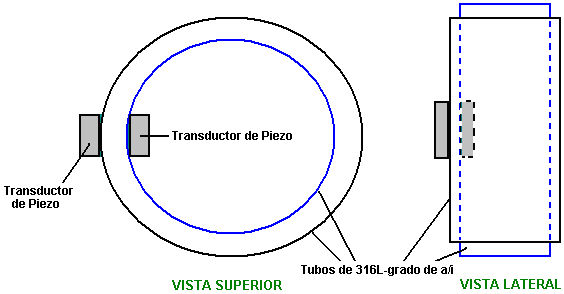 Transductor de Piezo
Transductor
de Piezo
Tubos de 316L-grado de a/i
VISTA SUPERIOR
VISTA LATERAL